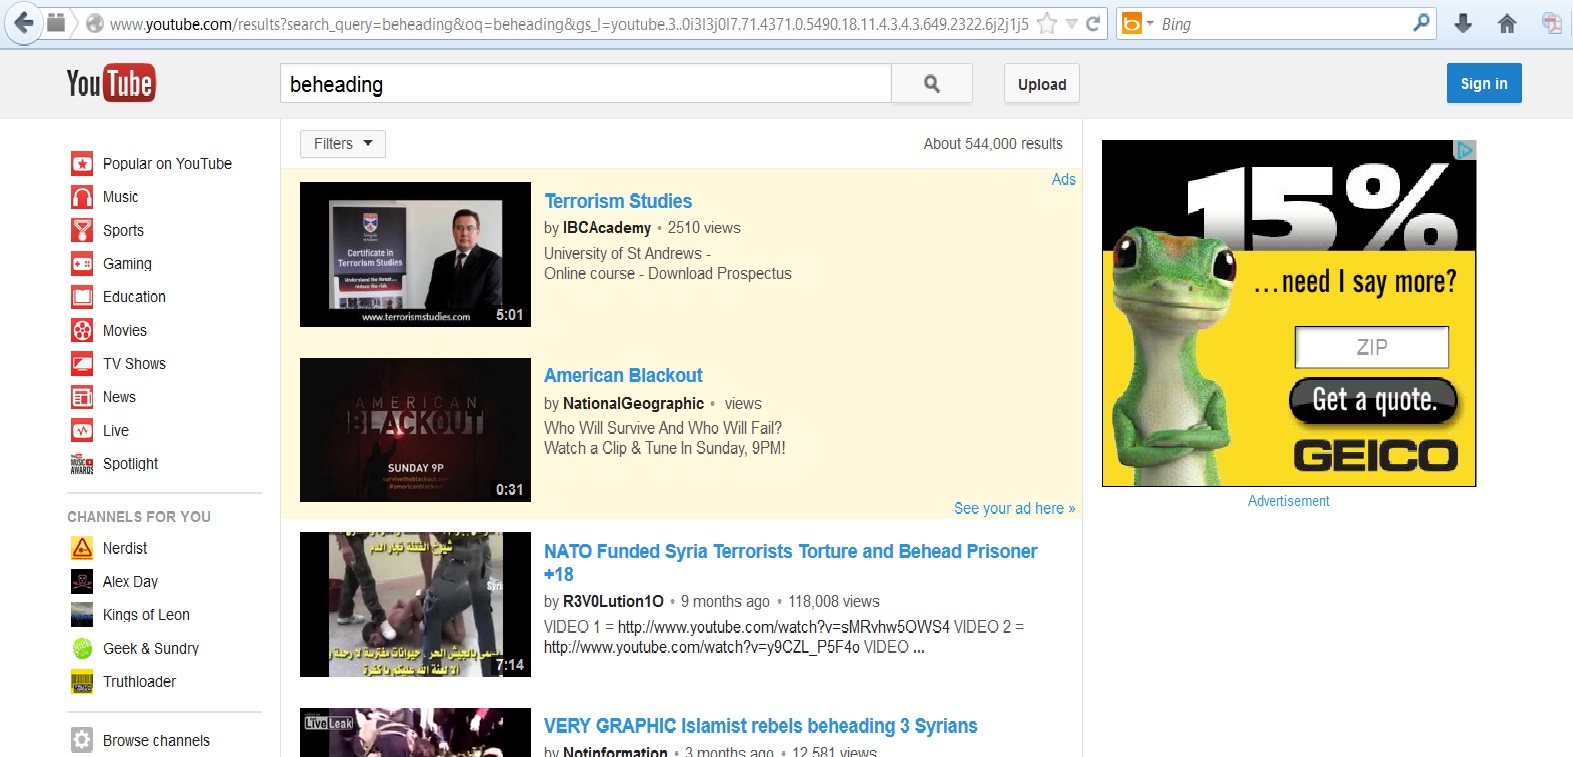 www.youtube.com/results?search_query=beheading&oq=beheading&gs_l=youtube.3..0i3l3j0l7.71.4371.0.5490.18.11.4.3.4.3.649.2322.6j2j1j5
Bing
YouTube
beheading
Upload
Sign in
Filters
About 544,000 results
Popular on YouTube
Music
Sports
Gaming
Education
Movies
TV Shows
News
Live
Spotlight
CHANNELS FOR YOU
Nerdist
Alex Day
Kings of Leon
Geek & Sundry
Truthloader
Browse channels
Ads
Certificate in
Terrorism Studies
www.terrorismstudies.com
5:01
Terrorism Studies
by IBCAcademy • 2510 views
University of St Andrews -
Online course - Download Prospectus
AMERICAN
BLACKOUT
SUNDAY 9P
0:31
American Blackout
by NationalGeographic • views
Who Will Survive And Who Will Fail?
Watch a Clip & Tune In Sunday, 9PM!
See your ad here »
شيوخ الفتنة تجار الدم
7:14
NATO Funded Syria Terrorists Torture and Behead Prisoner
+18
by R3V0Lution1O • 9 months ago • 118,008 views
VIDEO 1 = http://www.youtube.com/watch?v=sMRvhw5OWS4 VIDEO 2 =
http://www.youtube.com/watch?v=y9CZL_P5F4o VIDEO ...
LiveLeak
VERY GRAPHIC Islamist rebels beheading 3 Syrians
by Notinformation • 3 months ago • 12,581 views
15%
...need I say more?
ZIP
Get a quote.
GEICO
Advertisement